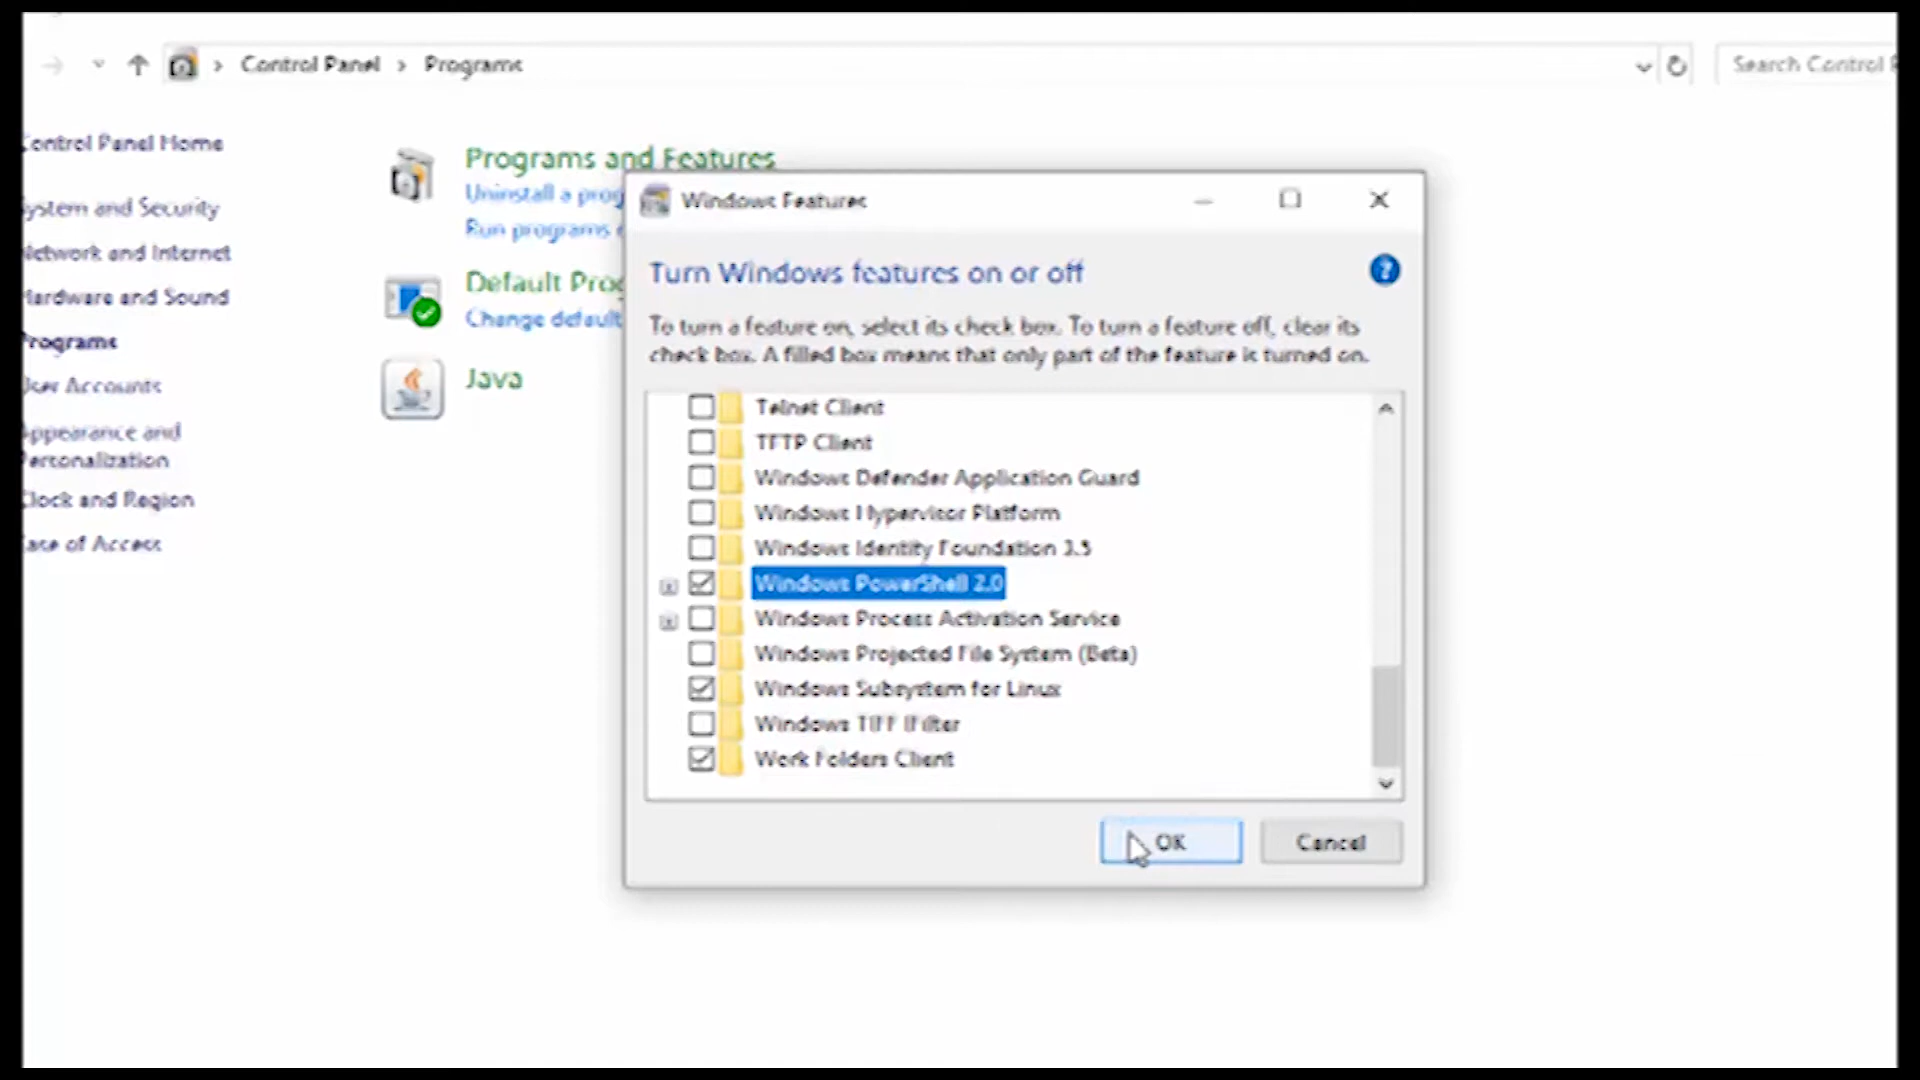 Control Panel > Programs
Search Control
Control Panel Home
System and Security
Network and Internet
Hardware and Sound
Programs
User Accounts
Appearance and
Personalization
Clock and Region
Ease of Access
Programs and Features
Uninstall a prog
Run programs
Default Prog
Change default
Java
Windows Features
Turn Windows features on or off
To turn a feature on, select its check box. To turn a feature off, clear its
check box. A filled box means that only part of the feature is turned on.
Telnet Client
TFTP Client
Windows Defender Application Guard
Windows Hypervisor Platform
Windows Identity Foundation 3.5
Windows PowerShell 2.0
Windows Process Activation Service
Windows Projected File System (Beta)
Windows Subsystem for Linux
Windows TIFF IFilter
Work Folders Client
OK
Cancel